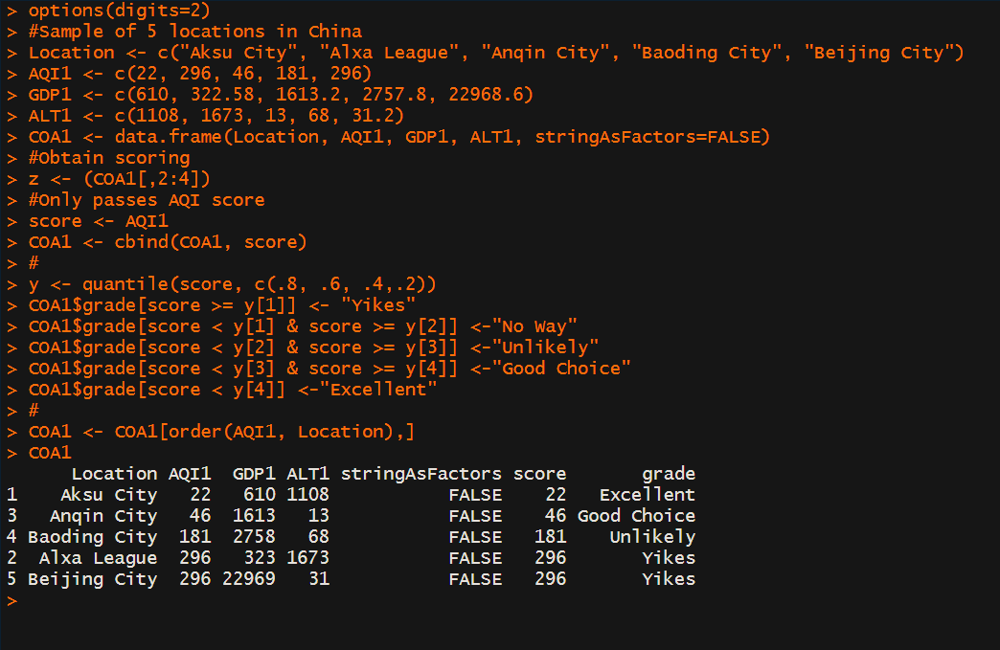 > options(digits=2)
> #Sample of 5 locations in China
> Location <- c("Aksu City", "Alxa League", "Anqin City", "Baoding City", "Beijing City")
> AQI1 <- c(22, 296, 46, 181, 296)
> GDP1 <- c(610, 322.58, 1613.2, 2757.8, 22968.6)
> ALT1 <- c(1108, 1673, 13, 68, 31.2)
> COA1 <- data.frame(Location, AQI1, GDP1, ALT1, stringAsFactors=FALSE)
> #Obtain scoring
> z <- (COA1[,2:4])
> #Only passes AQI score
> score <- AQI1
> COA1 <- cbind(COA1, score)
> #
> y <- quantile(score, c(.8, .6, .4,.2))
> COA1$grade[score >= y[1]] <- "Yikes"
> COA1$grade[score < y[1] & score >= y[2]] <-"No Way"
> COA1$grade[score < y[2] & score >= y[3]] <-"Unlikely"
> COA1$grade[score < y[3] & score >= y[4]] <-"Good Choice"
> COA1$grade[score < y[4]] <-"Excellent"
> #
> COA1 <- COA1[order(AQI1, Location),]
> COA1
      Location AQI1  GDP1 ALT1 stringAsFactors score       grade
1    Aksu City   22   610 1108           FALSE    22   Excellent
3   Anqin City   46  1613   13           FALSE    46 Good Choice
4 Baoding City  181  2758   68           FALSE   181    Unlikely
2  Alxa League  296   323 1673           FALSE   296       Yikes
5 Beijing City  296 22969   31           FALSE   296       Yikes
>